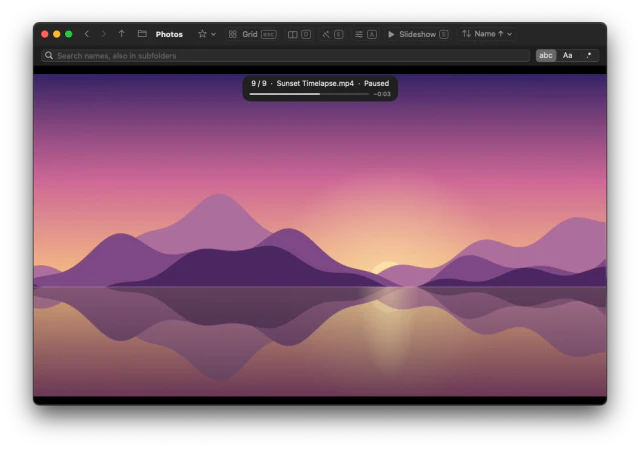 Photos
Grid esc
D
S
A
Slideshow S
Name
Search names, also in subfolders
abc
Aa
.*
9 / 9 · Sunset Timelapse.mp4 · Paused
−0:03